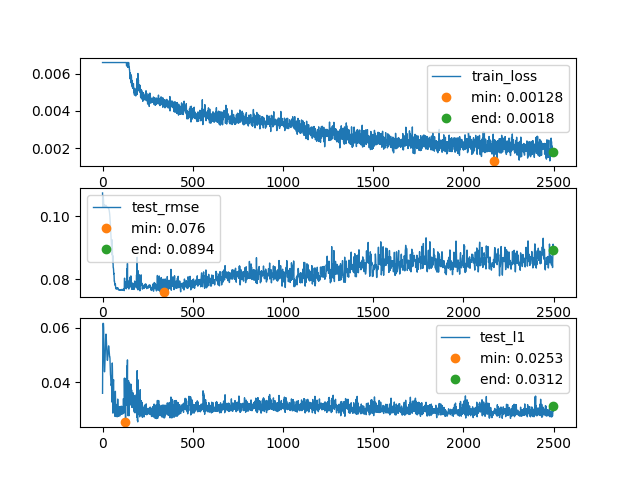 0.006
0.004
0.002
train_loss
min: 0.00128
end: 0.0018
0 500 1000 1500 2000 2500
0.10
0.08
test_rmse
min: 0.076
end: 0.0894
0 500 1000 1500 2000 2500
0.06
0.04
test_l1
min: 0.0253
end: 0.0312
0 500 1000 1500 2000 2500